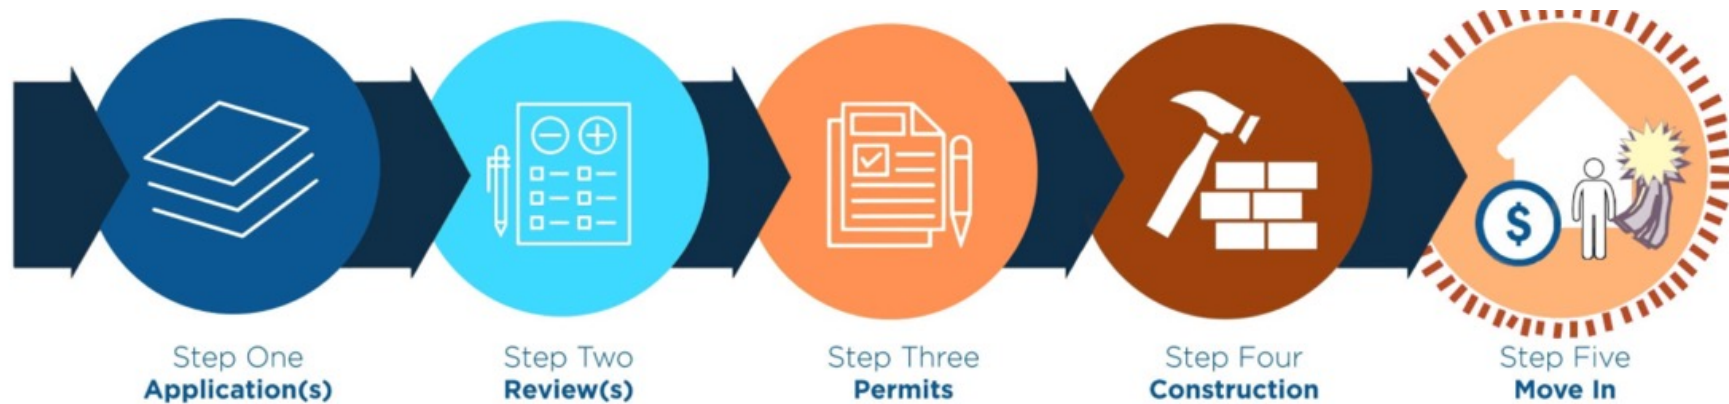 $
Step One
Application(s)
Step Two
Review(s)
Step Three
Permits
Step Four
Construction
Step Five
Move In